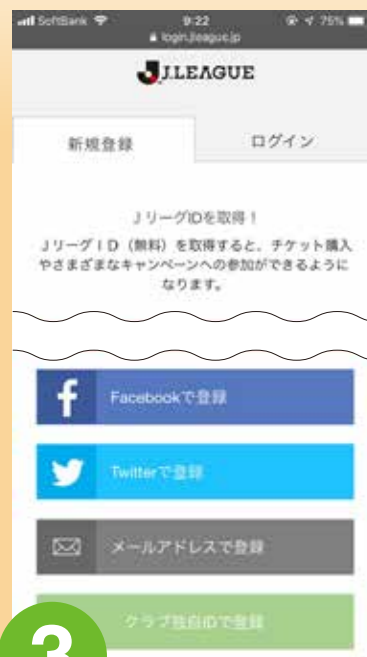 SoftBank 9:22 75%
login.jleague.jp
J.LEAGUE
新規登録 ログイン
JリーグIDを取得！
JリーグID（無料）を取得すると、チケット購入
やさまざまなキャンペーンへの参加ができるように
なります。
Facebookで登録
Twitterで登録
メールアドレスで登録
クラブ独自IDで登録
3